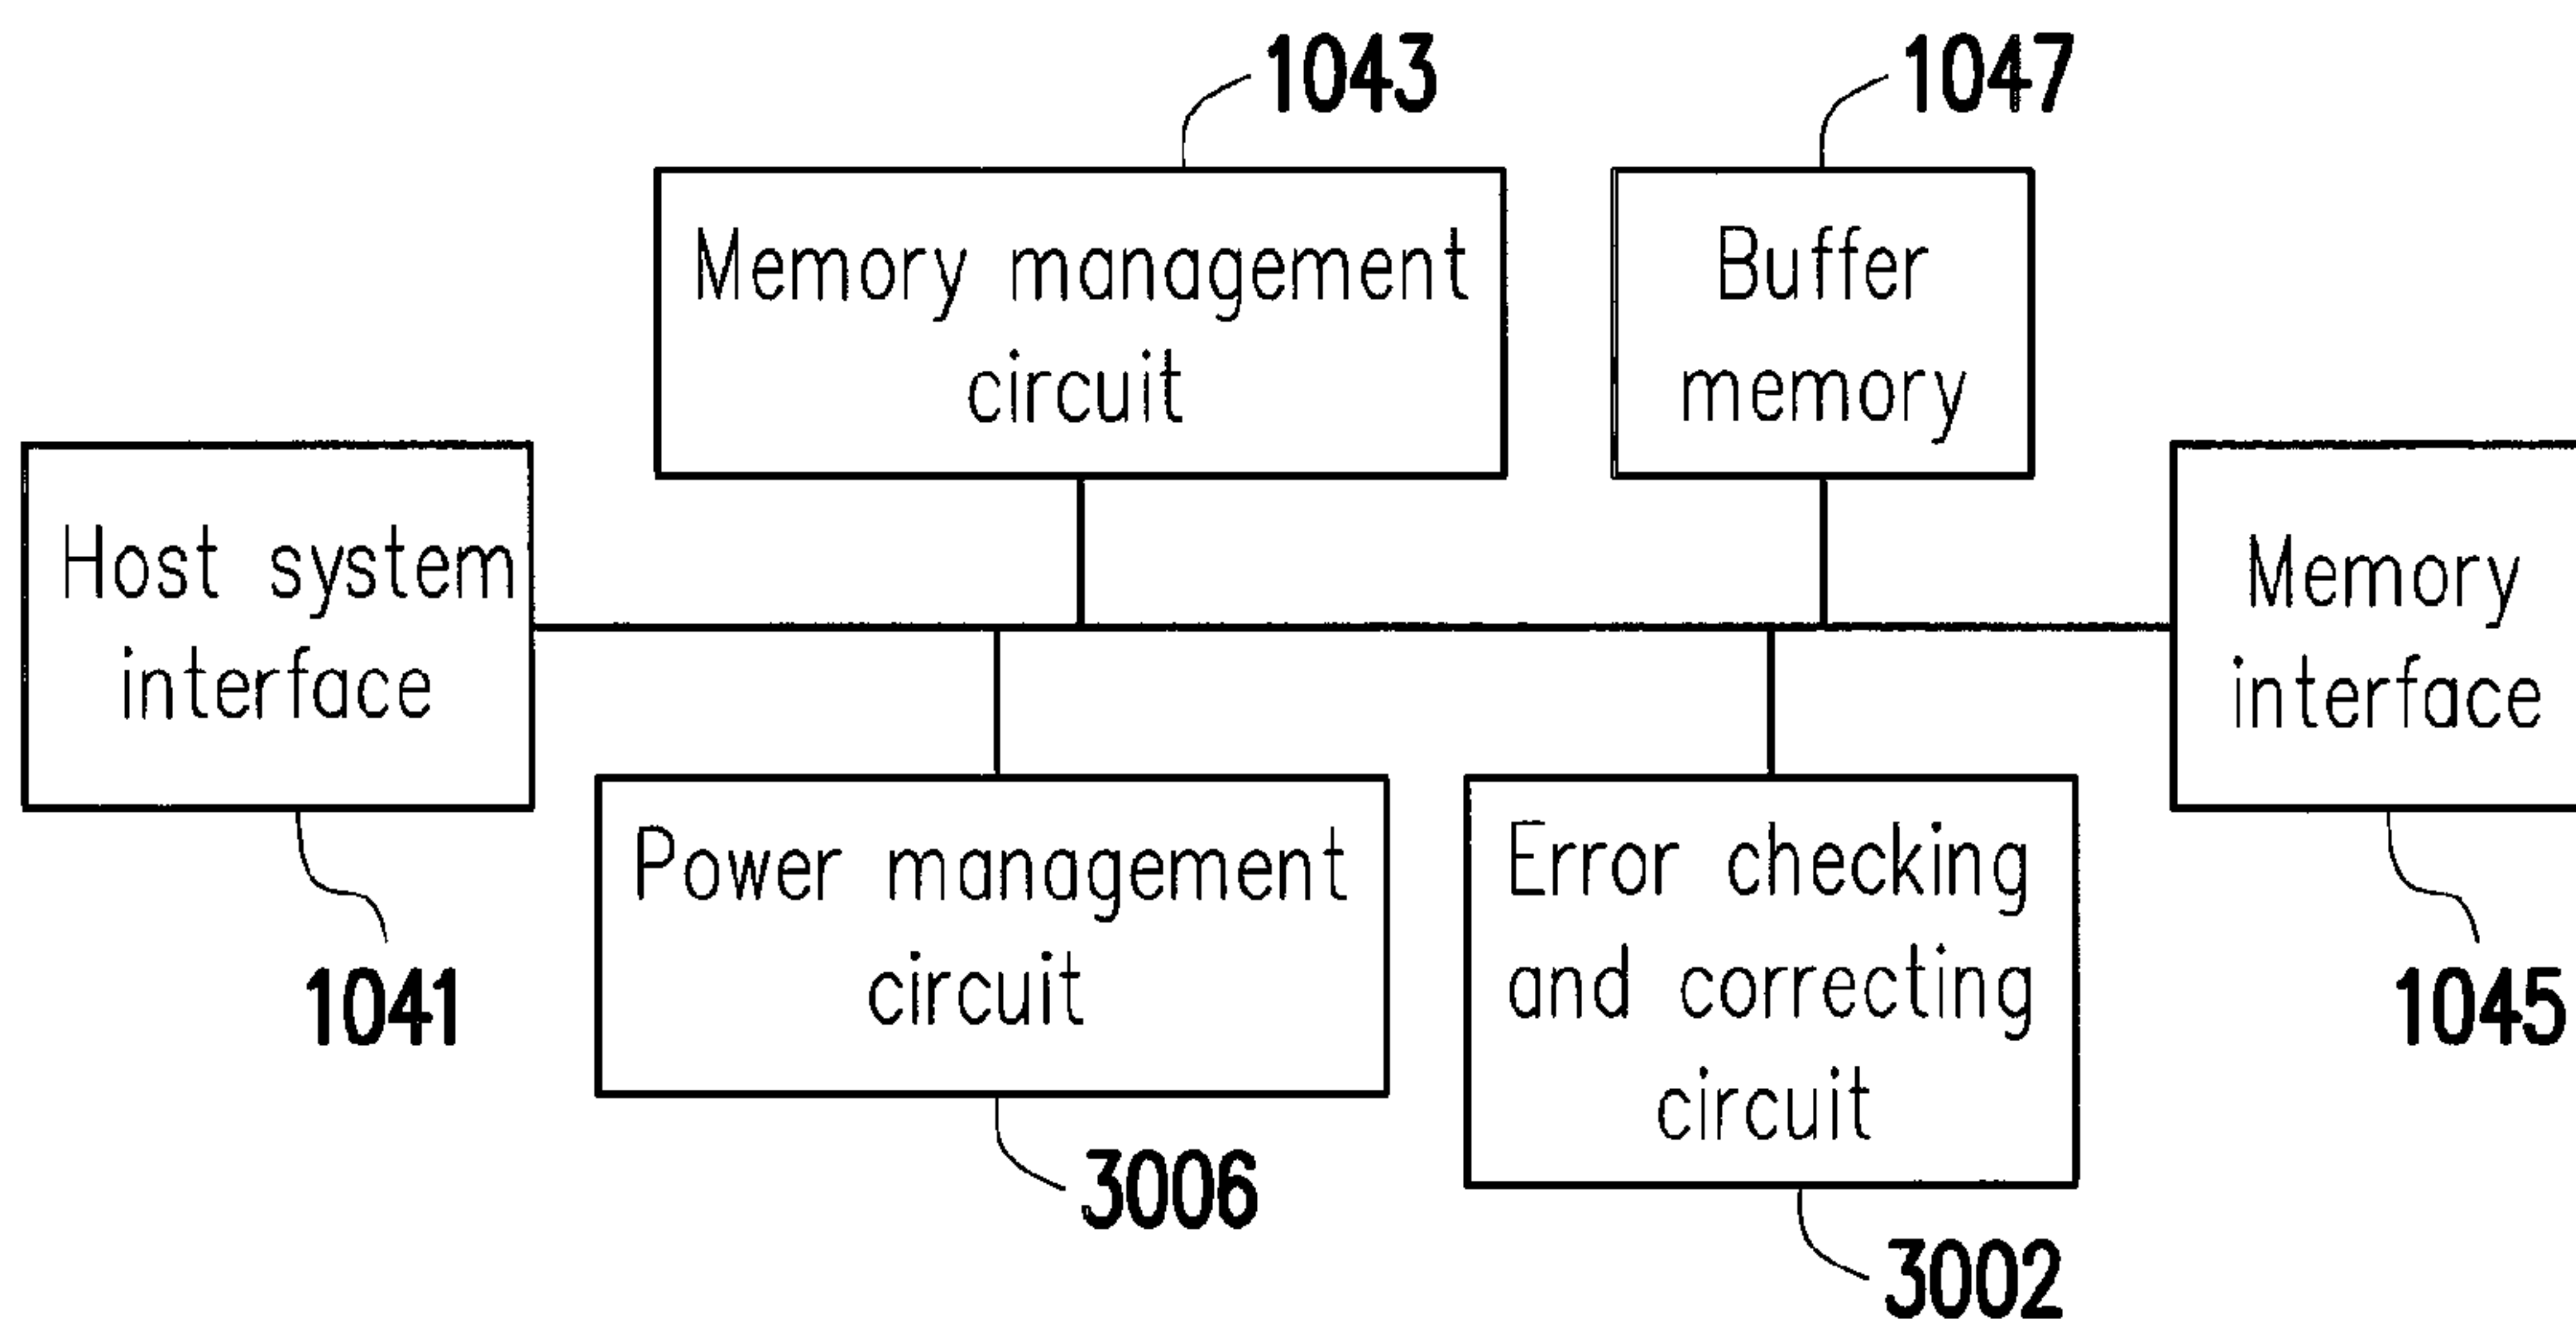 1043
1047
Memory management
circuit
Buffer
memory
Host system
interface
Memory
interface
Power management
circuit
Error checking
and correcting
circuit
1041
1045
3006
3002